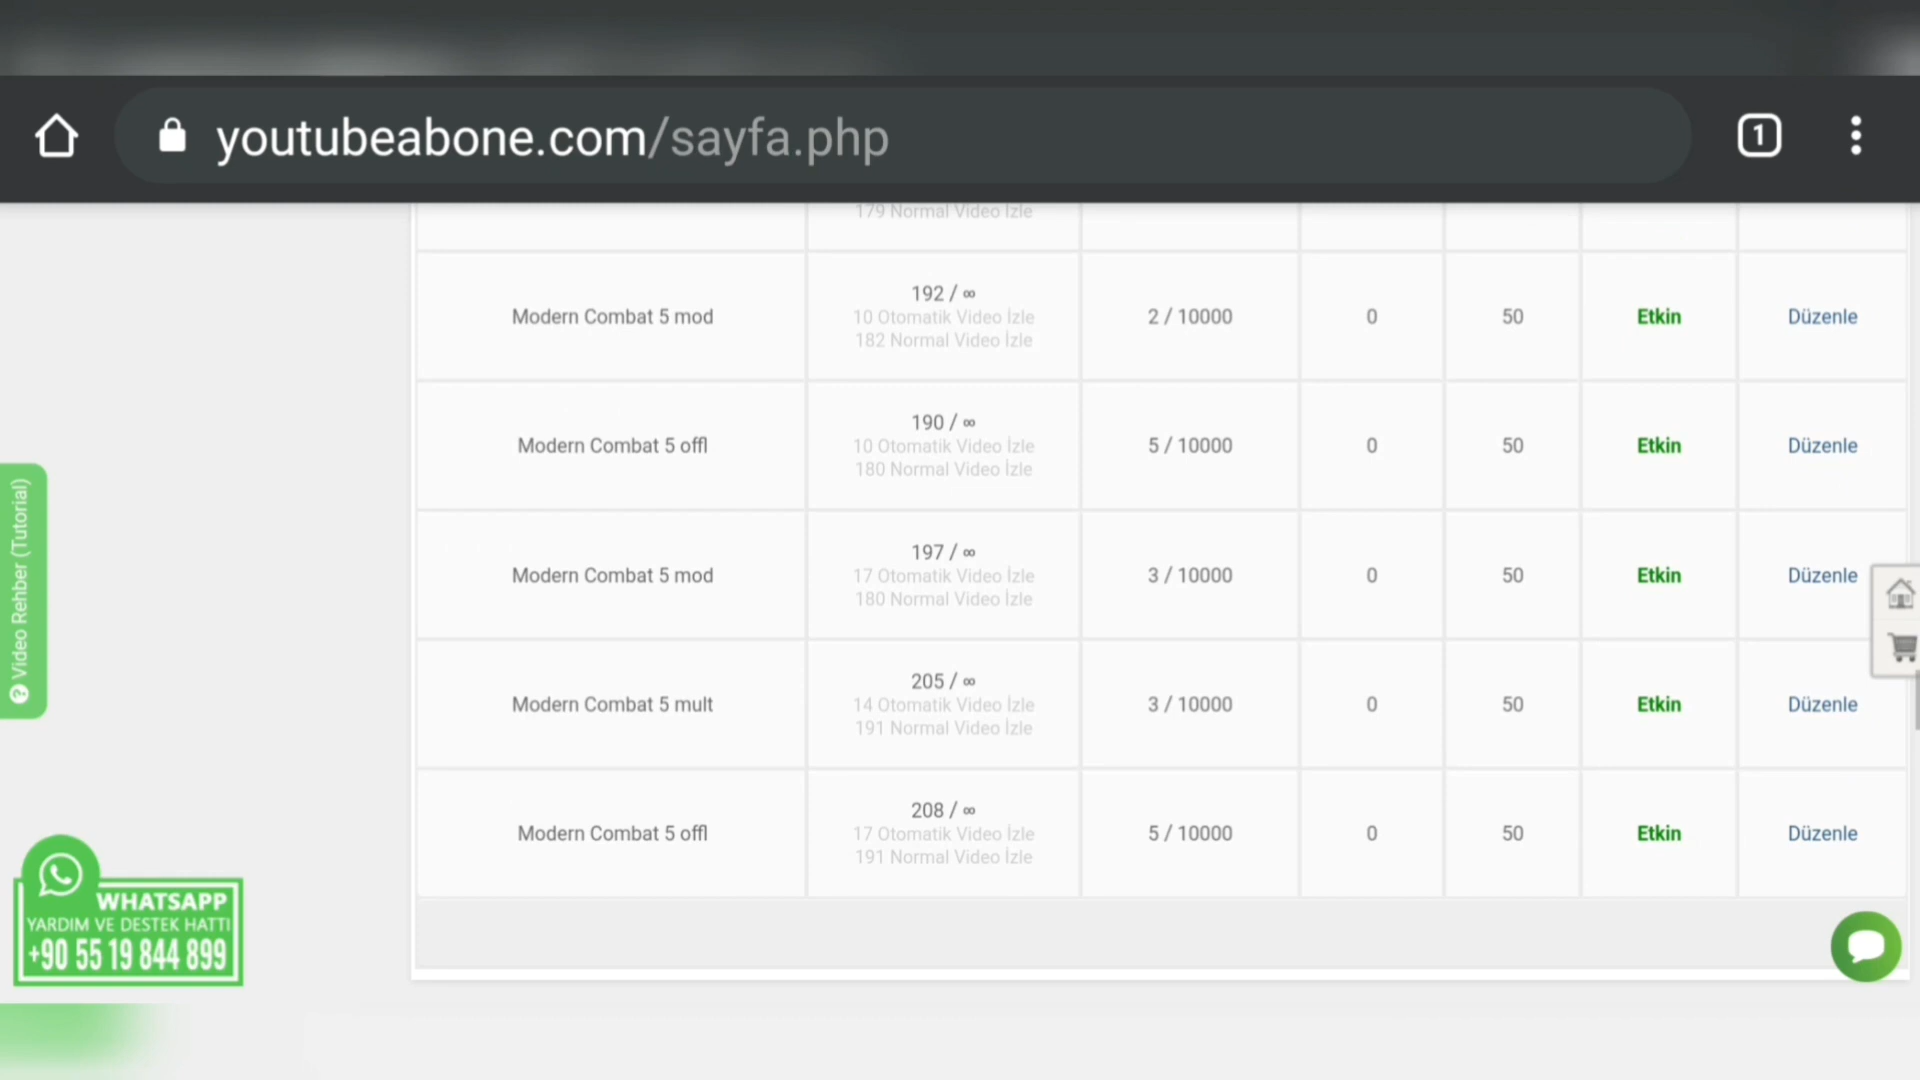 youtubeabone.com/sayfa.php
1
179 Normal Video İzle
Modern Combat 5 mod
192 / ∞
10 Otomatik Video İzle
182 Normal Video İzle
2 / 10000
0
50
Etkin
Düzenle
Modern Combat 5 offl
190 / ∞
10 Otomatik Video İzle
180 Normal Video İzle
5 / 10000
0
50
Etkin
Düzenle
Modern Combat 5 mod
197 / ∞
17 Otomatik Video İzle
180 Normal Video İzle
3 / 10000
0
50
Etkin
Düzenle
Modern Combat 5 mult
205 / ∞
14 Otomatik Video İzle
191 Normal Video İzle
3 / 10000
0
50
Etkin
Düzenle
Modern Combat 5 offl
208 / ∞
17 Otomatik Video İzle
191 Normal Video İzle
5 / 10000
0
50
Etkin
Düzenle
? Video Rehber (Tutorial)
WHATSAPP
YARDIM VE DESTEK HATTI
+90 55 19 844 899